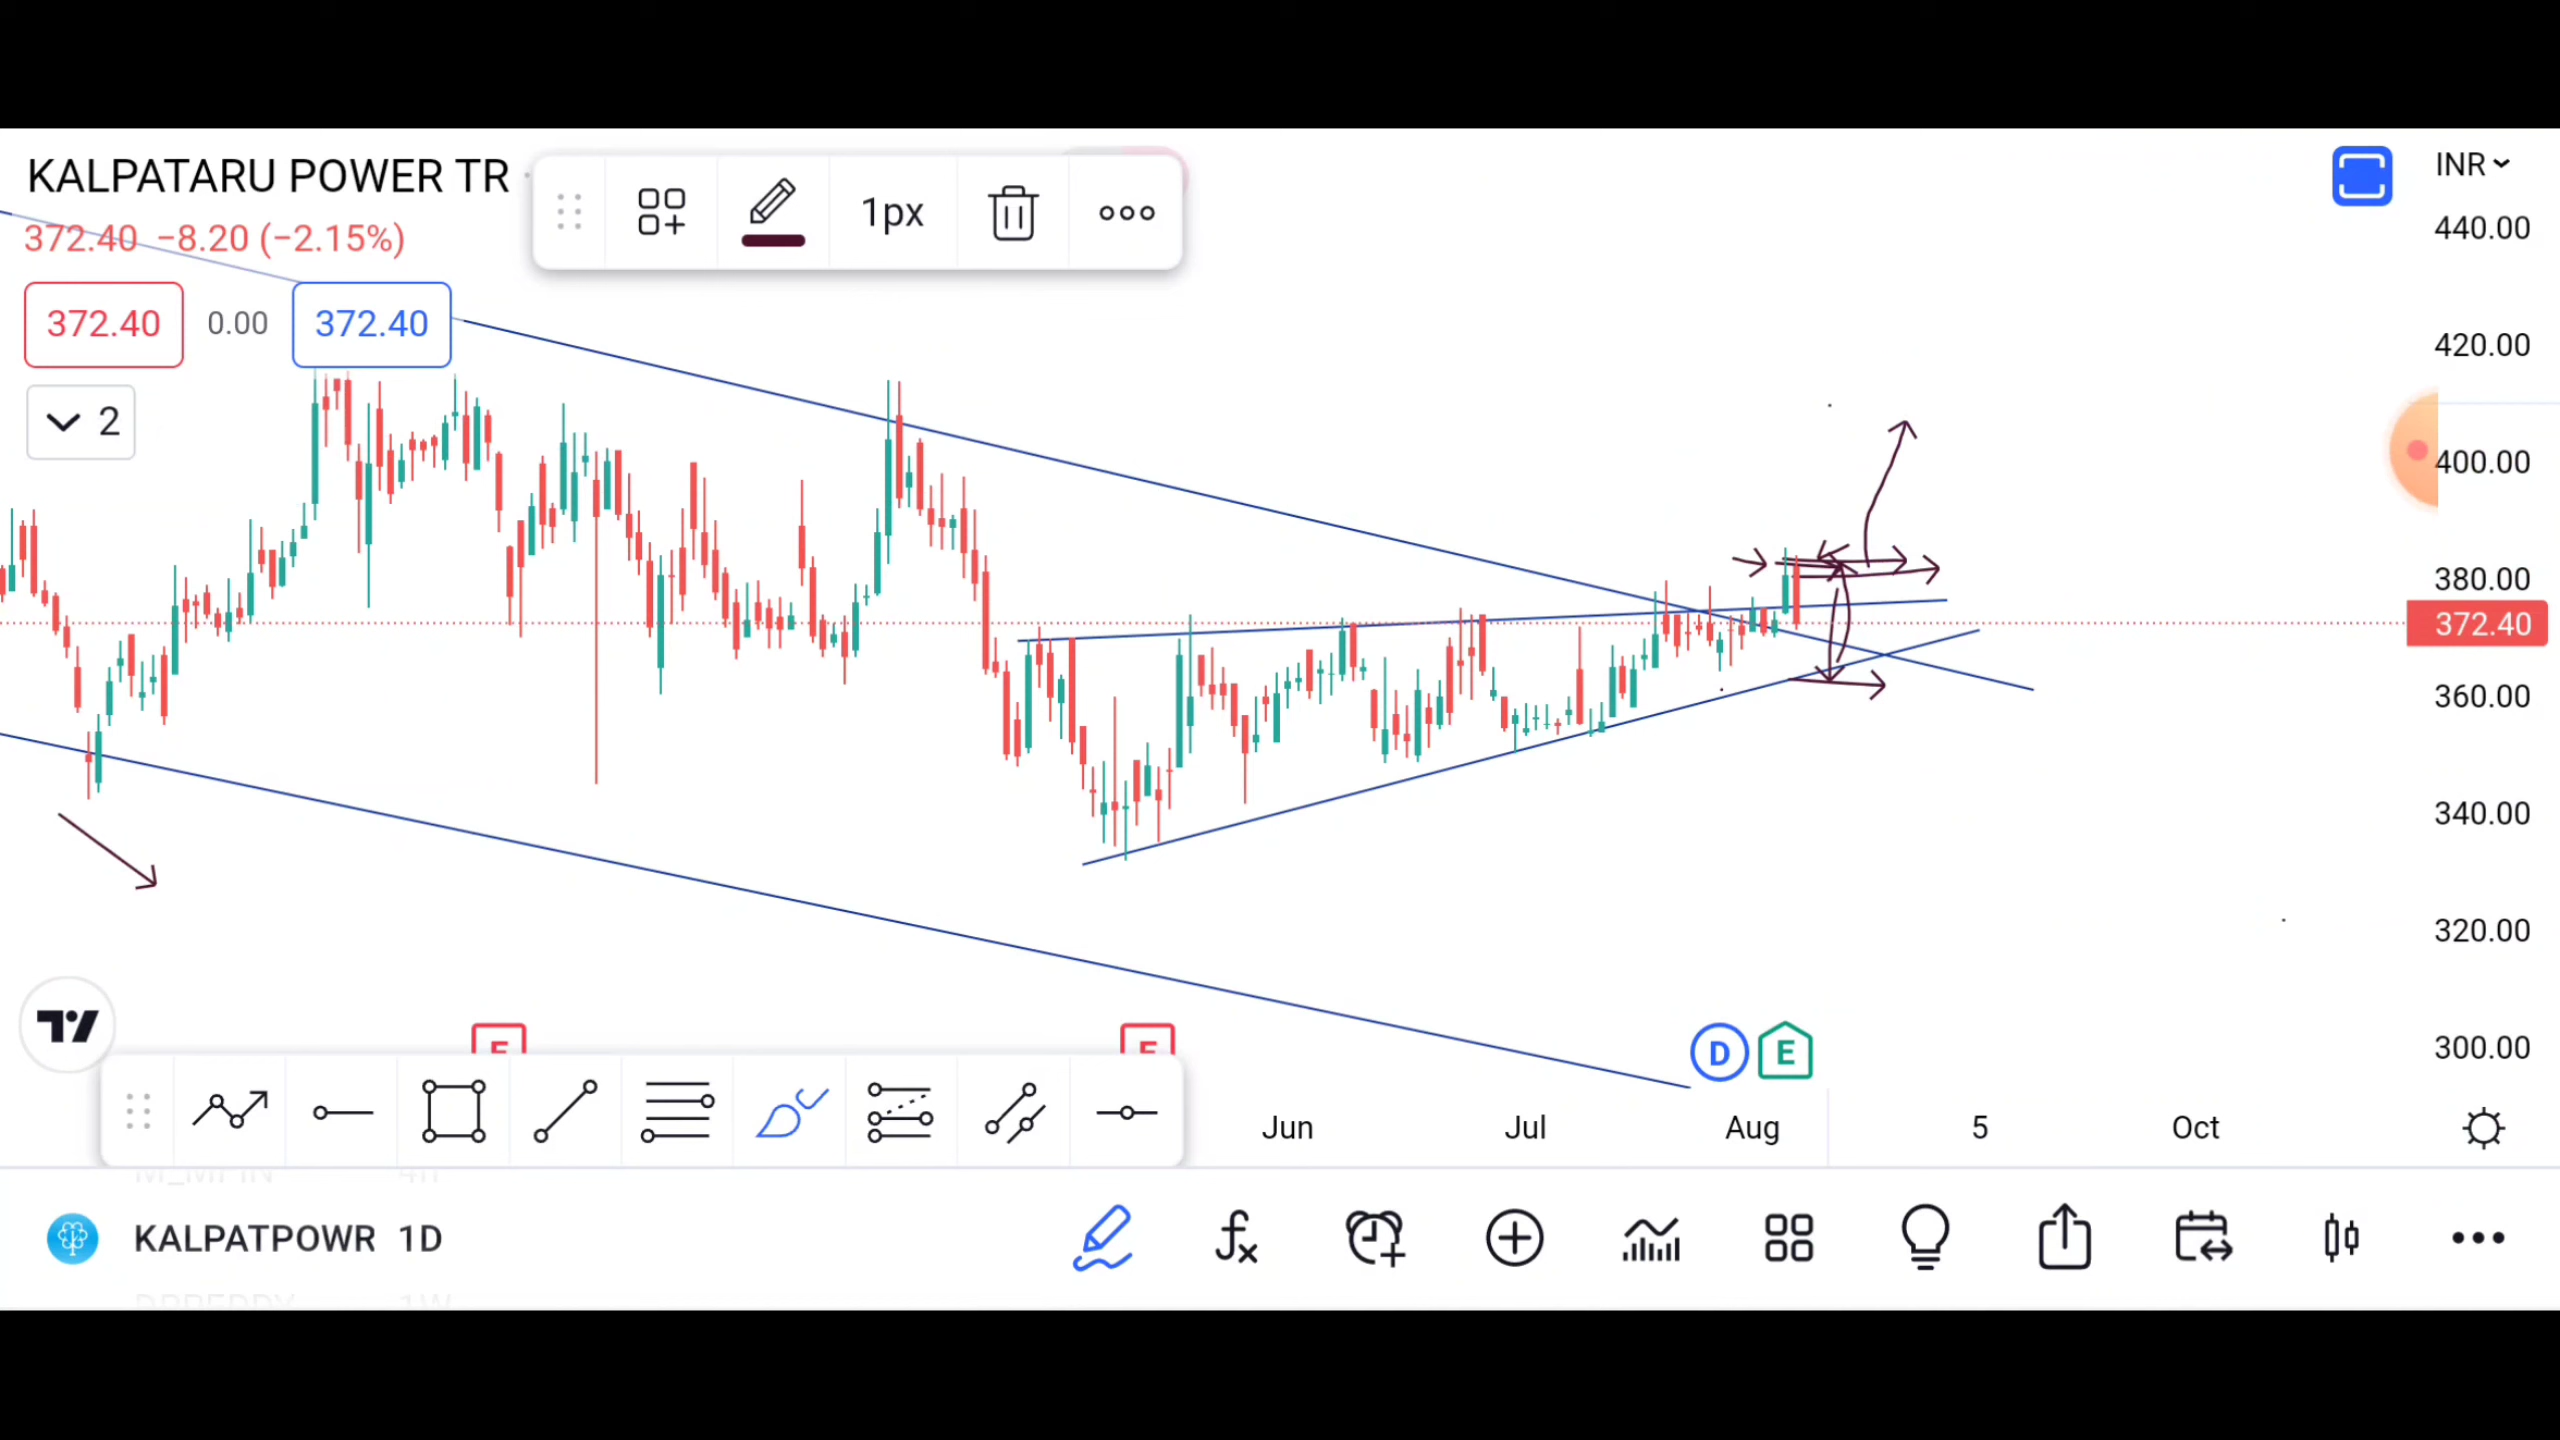 KALPATARU POWER TR
1px
INR
372.40 −8.20 (−2.15%)
372.40 0.00 372.40
2
440.00
420.00
400.00
380.00
372.40
360.00
340.00
320.00
300.00
D E
Jun Jul Aug 5 Oct
KALPATPOWR 1D